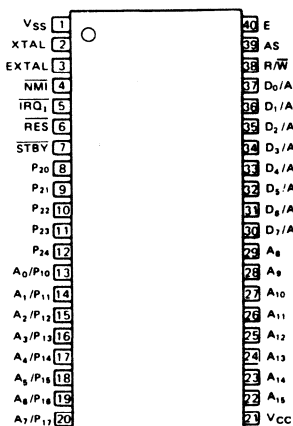 VSS 1 40 E
XTAL 2 39 AS
EXTAL 3 38 R/W̅
N̅M̅I̅ 4 37 D0/A
I̅R̅Q̅1 5 36 D1/A
R̅E̅S̅ 6 35 D2/A
S̅T̅B̅Y̅ 7 34 D3/A
P20 8 33 D4/A
P21 9 32 D5/A
P22 10 31 D6/A
P23 11 30 D7/A
P24 12 29 A8
A0/P10 13 28 A9
A1/P11 14 27 A10
A2/P12 15 26 A11
A3/P13 16 25 A12
A4/P14 17 24 A13
A5/P15 18 23 A14
A6/P16 19 22 A15
A7/P17 20 21 VCC